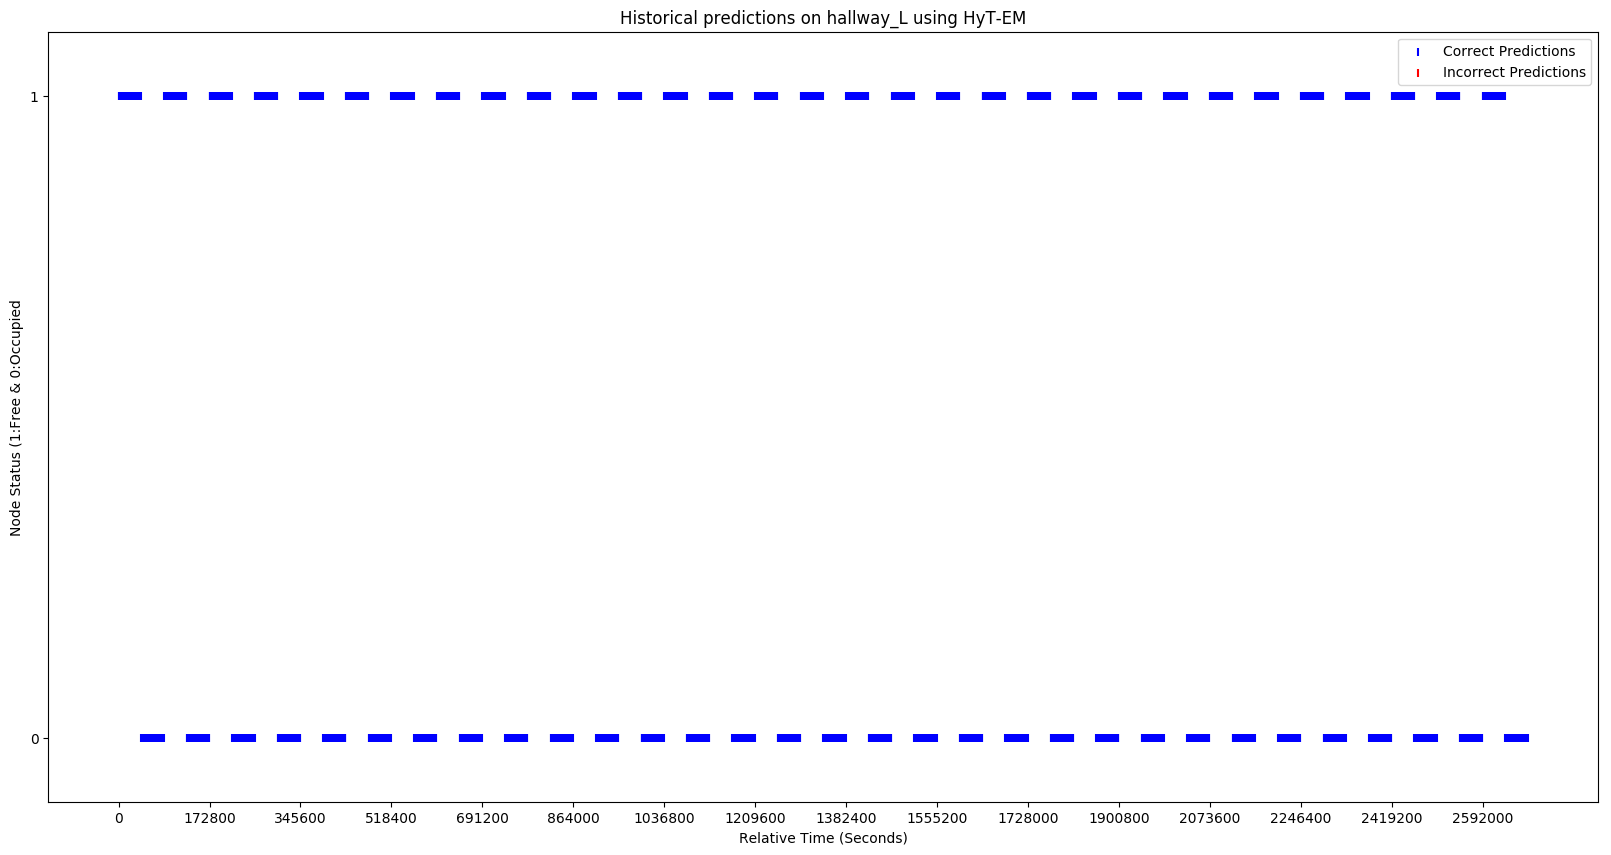 Historical predictions on hallway_L using HyT-EM
Correct Predictions
Incorrect Predictions
1
0
Node Status (1:Free & 0:Occupied
0 172800 345600 518400 691200 864000 1036800 1209600 1382400 1555200 1728000 1900800 2073600 2246400 2419200 2592000
Relative Time (Seconds)